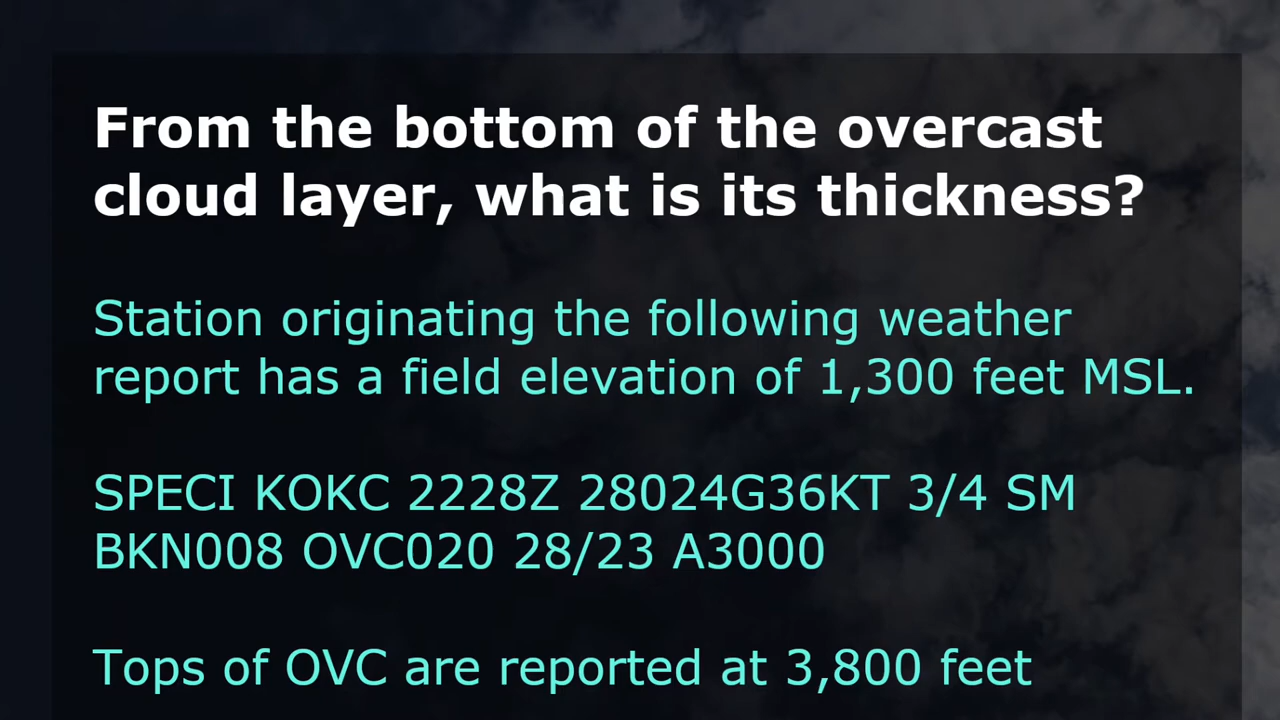 From the bottom of the overcast
cloud layer, what is its thickness?
Station originating the following weather
report has a field elevation of 1,300 feet MSL.
SPECI KOKC 2228Z 28024G36KT 3/4 SM
BKN008 OVC020 28/23 A3000
Tops of OVC are reported at 3,800 feet